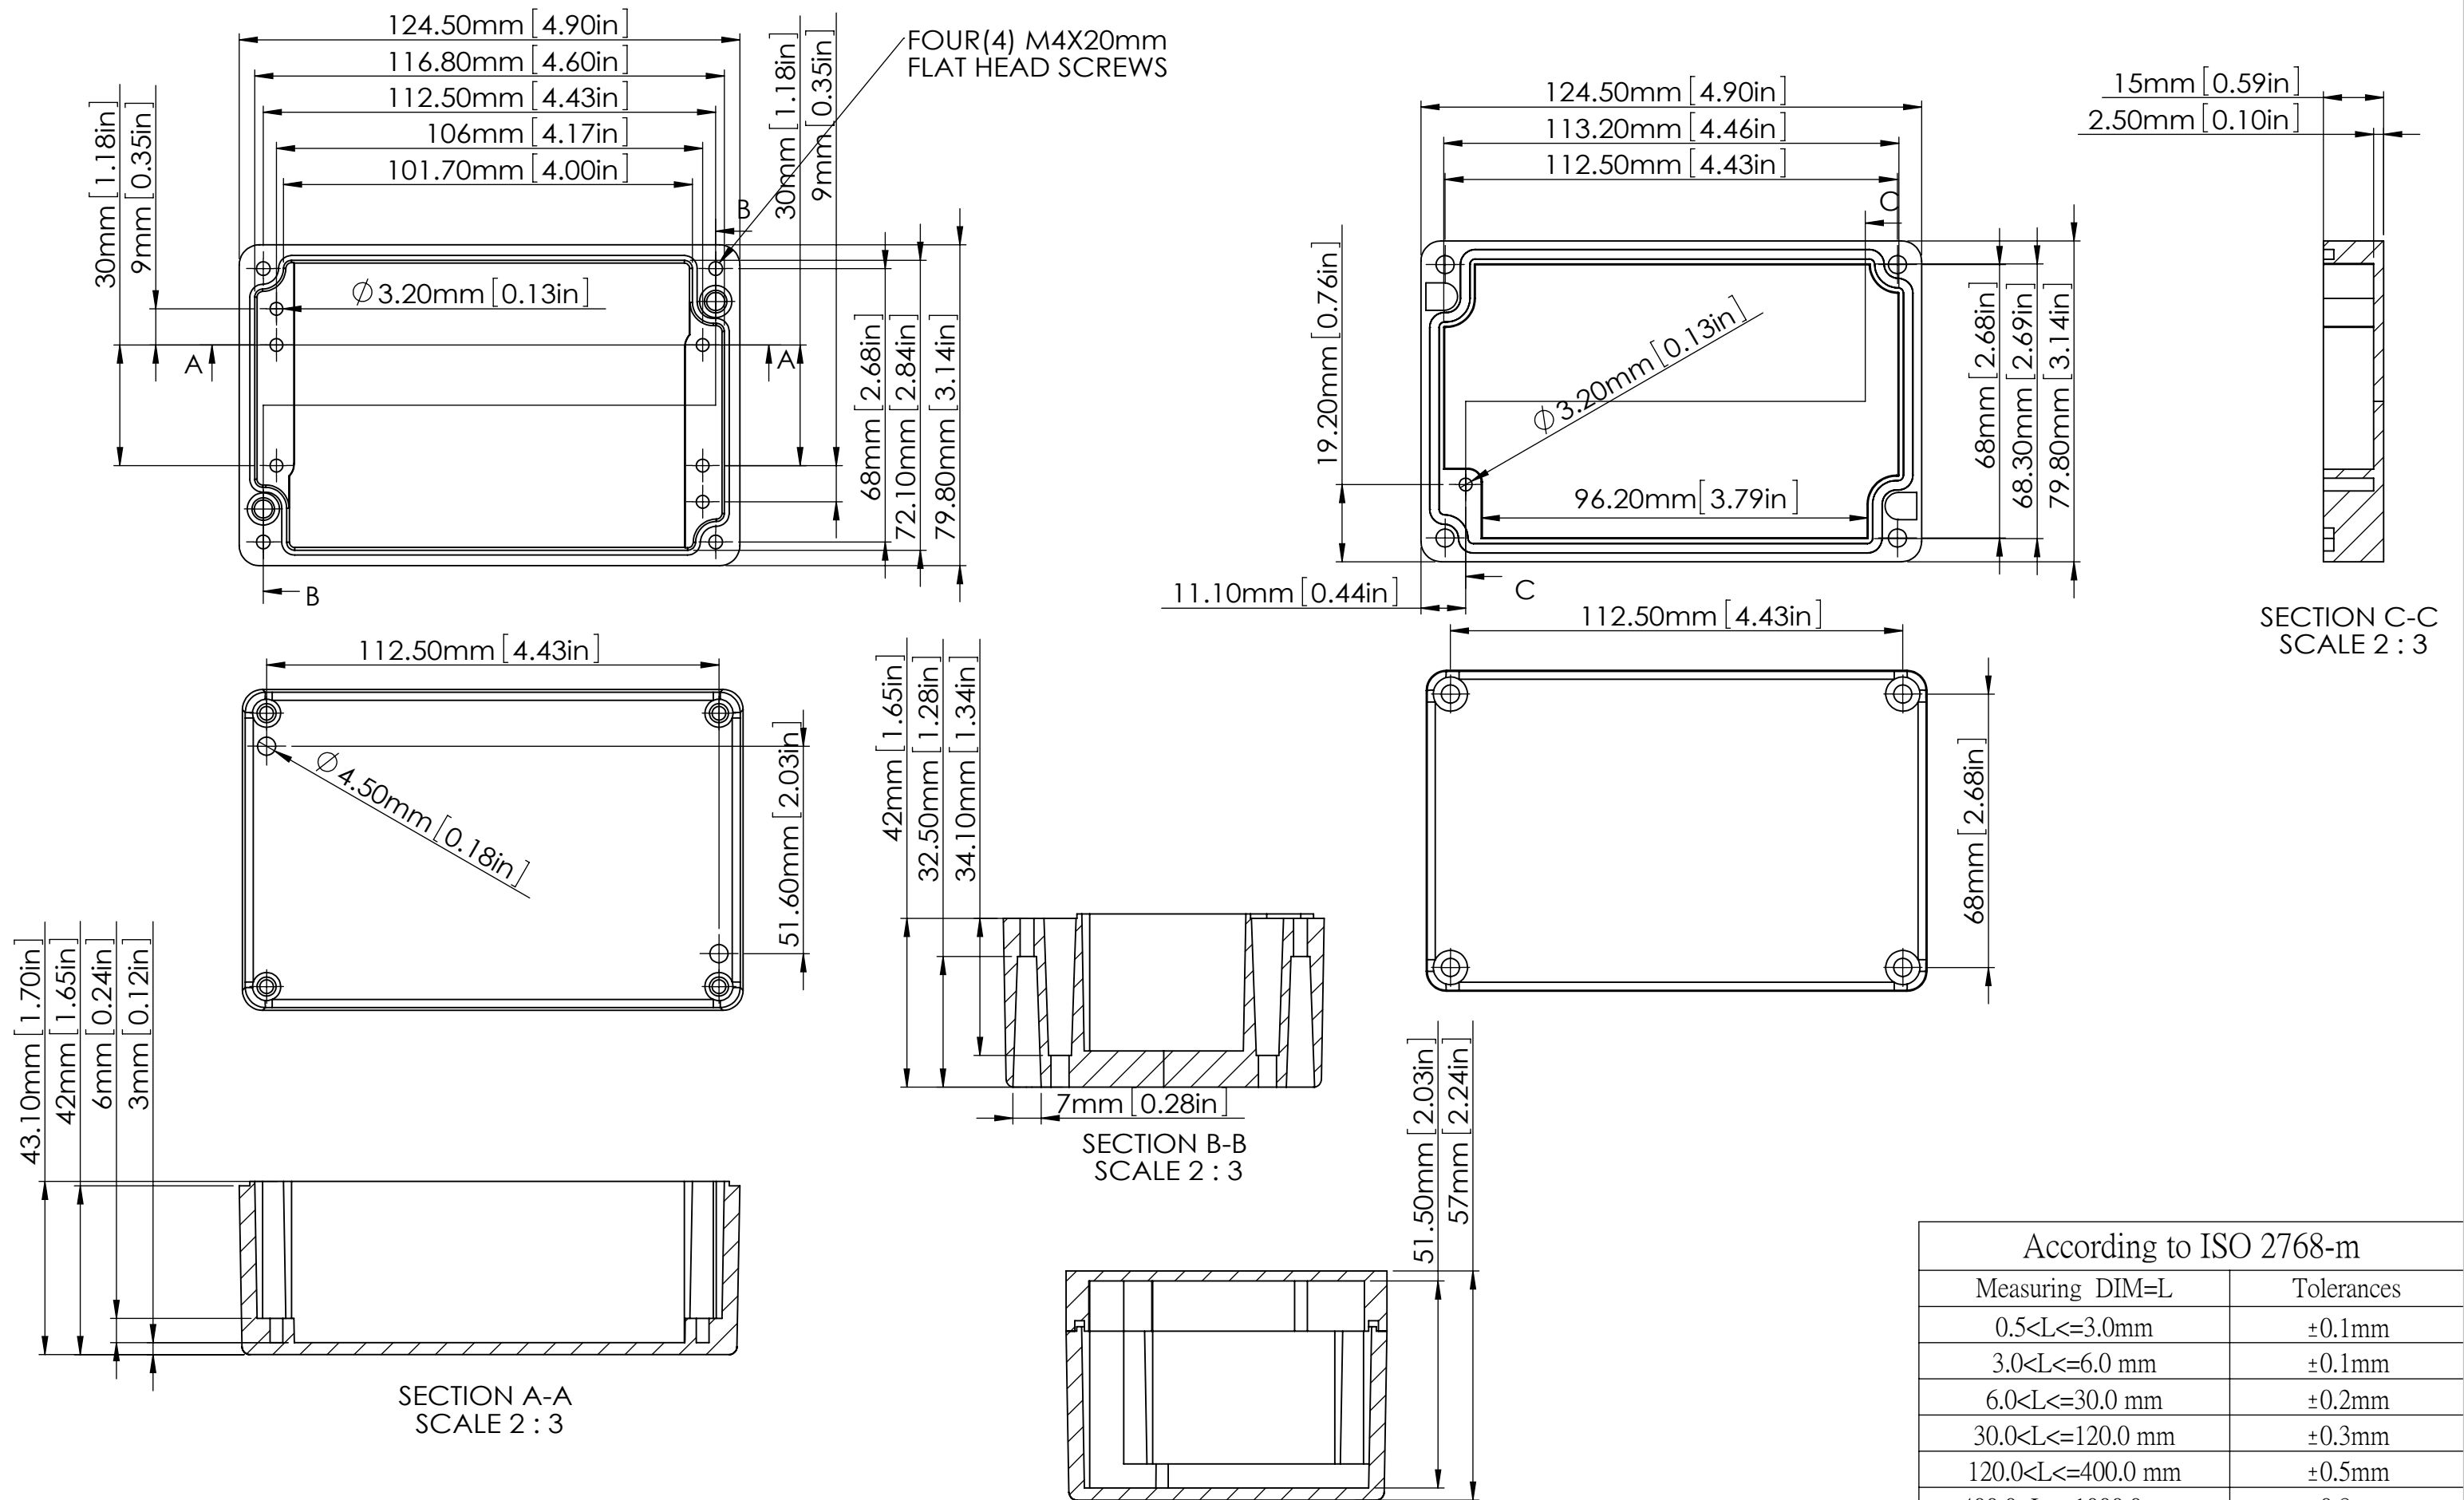 124.50mm [4.90in]
116.80mm [4.60in]
112.50mm [4.43in]
106mm [4.17in]
101.70mm [4.00in]
30mm [1.18in]
9mm [0.35in]
30mm [1.18in]
9mm [0.35in]
FOUR(4) M4X20mm
FLAT HEAD SCREWS
B
Ø3.20mm [0.13in]
A
A
68mm [2.68in]
72.10mm [2.84in]
79.80mm [3.14in]
B
124.50mm [4.90in]
113.20mm [4.46in]
112.50mm [4.43in]
C
19.20mm [0.76in]
Ø3.20mm [0.13in]
96.20mm [3.79in]
68mm [2.68in]
68.30mm [2.69in]
79.80mm [3.14in]
11.10mm [0.44in]
C
15mm [0.59in]
2.50mm [0.10in]
SECTION C-C
SCALE 2 : 3
112.50mm [4.43in]
Ø4.50mm [0.18in]
51.60mm [2.03in]
42mm [1.65in]
32.50mm [1.28in]
34.10mm [1.34in]
7mm [0.28in]
SECTION B-B
SCALE 2 : 3
112.50mm [4.43in]
68mm [2.68in]
43.10mm [1.70in]
42mm [1.65in]
6mm [0.24in]
3mm [0.12in]
SECTION A-A
SCALE 2 : 3
51.50mm [2.03in]
57mm [2.24in]
According to ISO 2768-m
Measuring DIM=L Tolerances
0.5<L<=3.0mm ±0.1mm
3.0<L<=6.0 mm ±0.1mm
6.0<L<=30.0 mm ±0.2mm
30.0<L<=120.0 mm ±0.3mm
120.0<L<=400.0 mm ±0.5mm